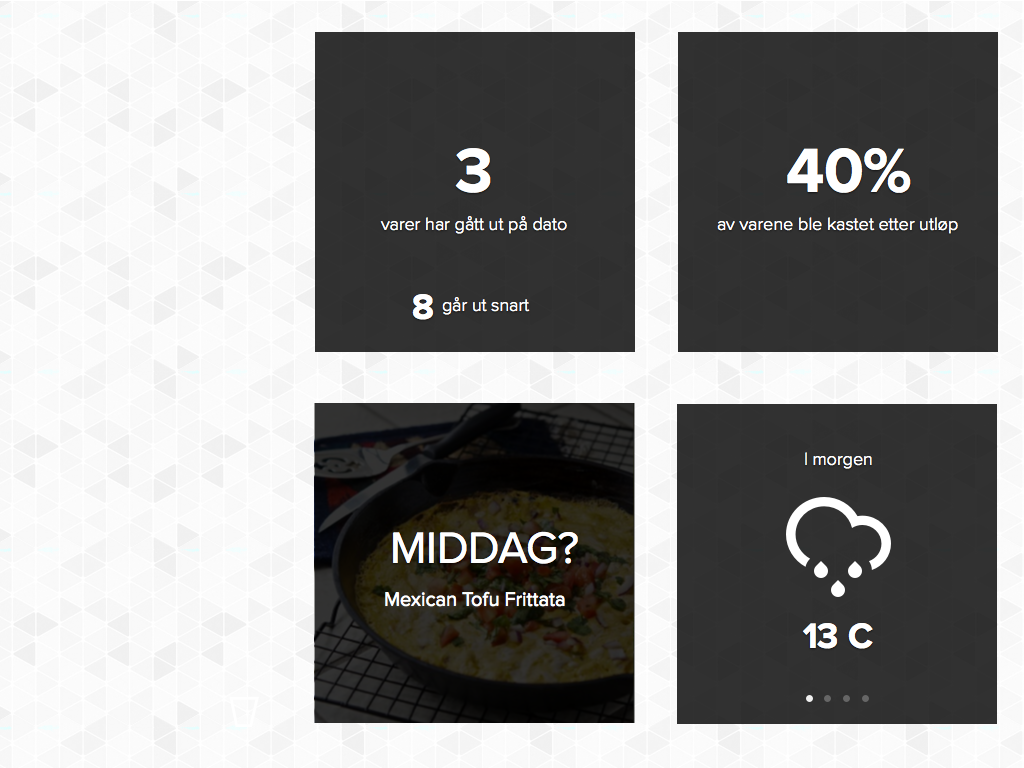 3
varer har gått ut på dato
8 går ut snart
40%
av varene ble kastet etter utløp
MIDDAG?
Mexican Tofu Frittata
I morgen
13 C